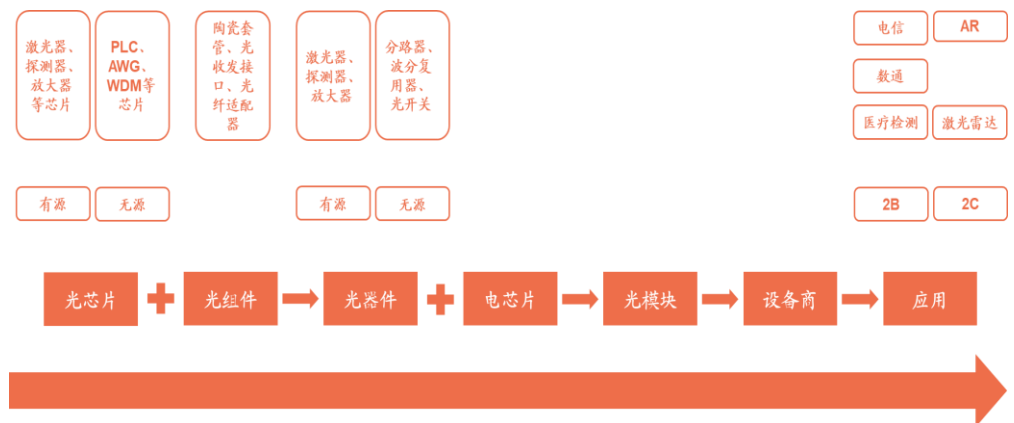 激光器、
探测器、
放大器
等芯片
PLC、
AWG、
WDM等
芯片
陶瓷套
管、光
收发接
口、光
纤适配
器
激光器、
探测器、
放大器
分路器、
波分复
用器、
光开关
电信
AR
数通
医疗检测
激光雷达
有源
无源
有源
无源
2B
2C
光芯片
光组件
光器件
电芯片
光模块
设备商
应用